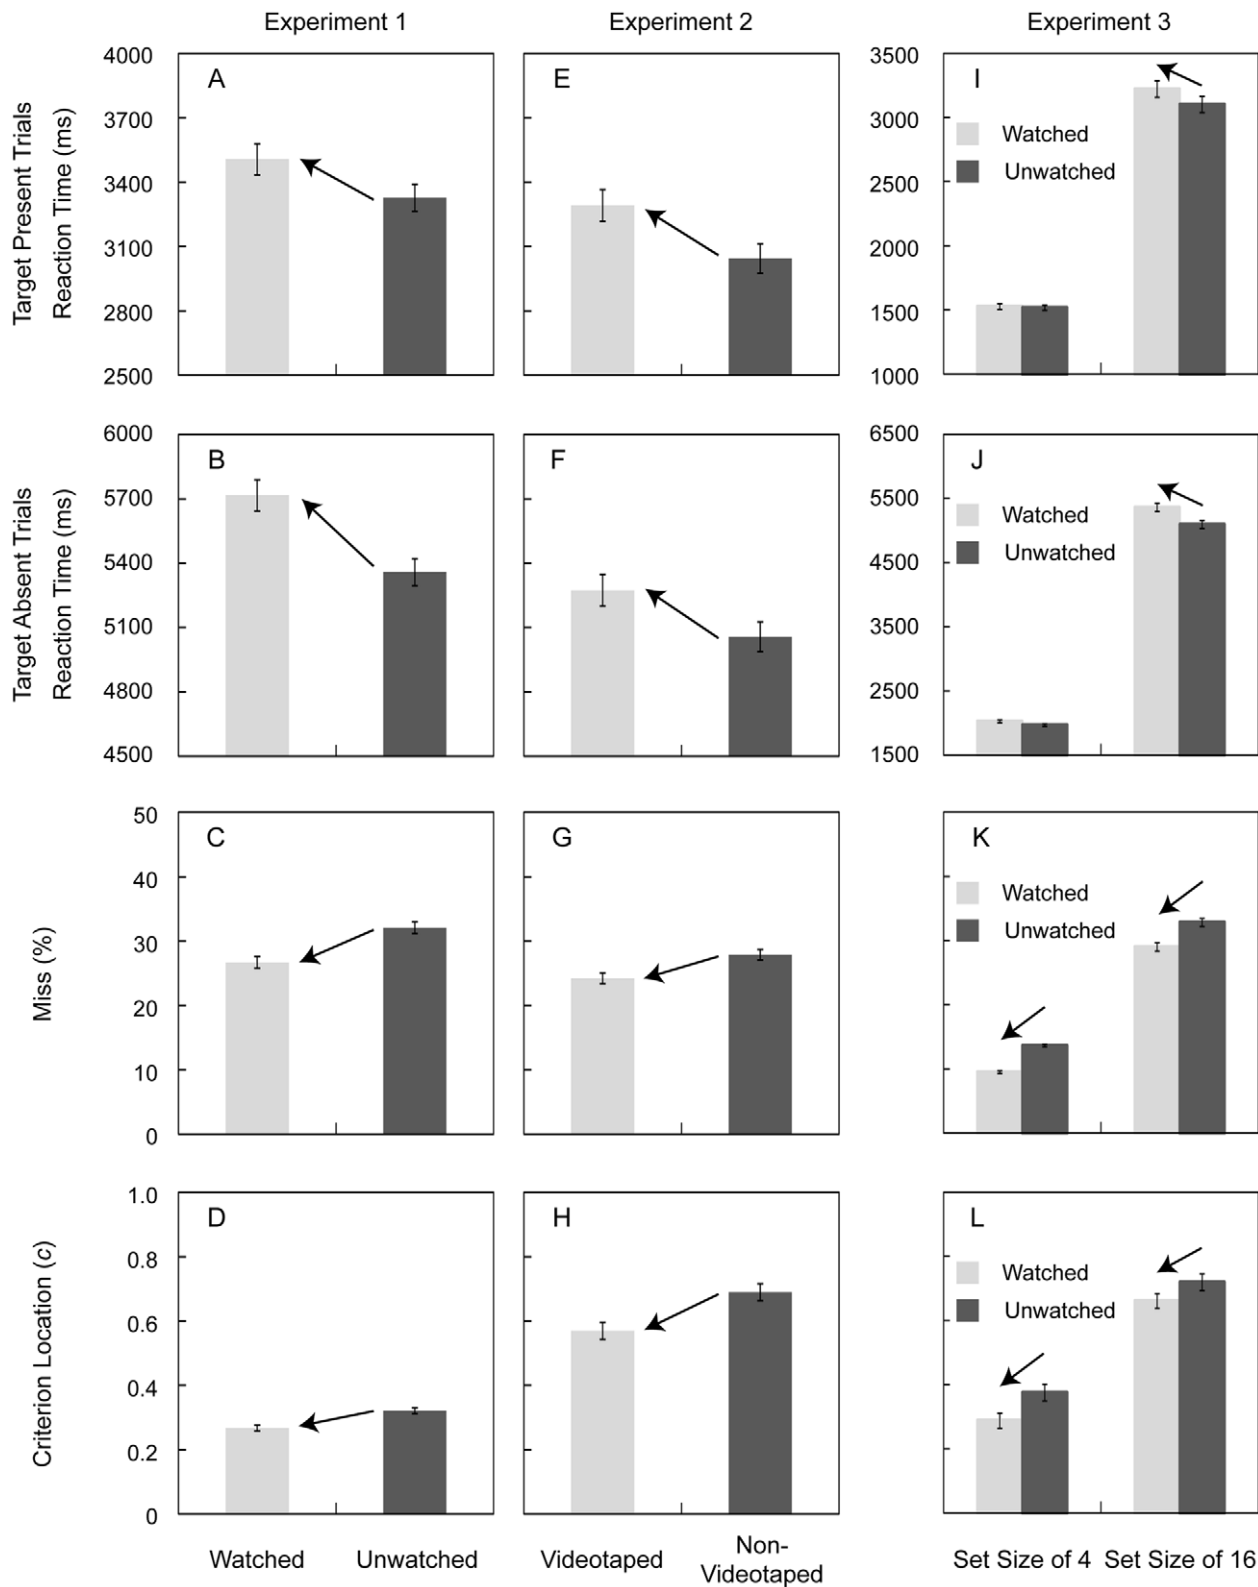 Experiment 1
Experiment 2
Experiment 3
Target Present Trials
Reaction Time (ms)
4000
3700
3400
3100
2800
2500
A
E
3500
3000
2500
2000
1500
1000
I
Watched
Unwatched
Target Absent Trials
Reaction Time (ms)
6000
5700
5400
5100
4800
4500
B
F
6500
5500
4500
3500
2500
1500
J
Watched
Unwatched
Miss (%)
50
40
30
20
10
0
C
G
K
Watched
Unwatched
Criterion Location (c)
1.0
0.8
0.6
0.4
0.2
0
D
H
L
Watched
Unwatched
Watched
Unwatched
Videotaped
Non-
Videotaped
Set Size of 4
Set Size of 16